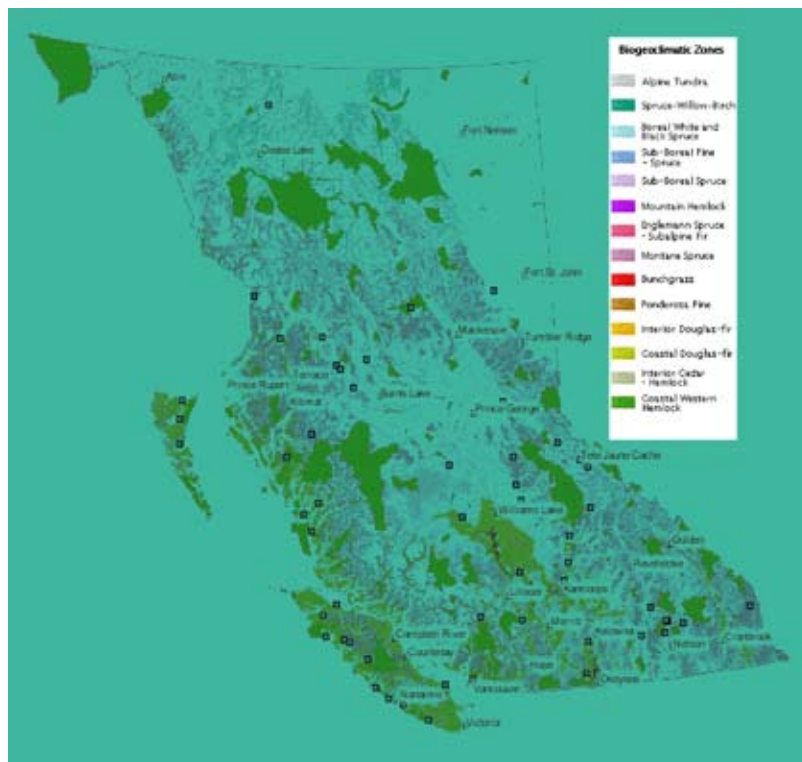 Biogeoclimatic Zones
Alpine Tundra
Spruce-Willow-Birch
Boreal White and
Black Spruce
Sub-Boreal Pine
- Spruce
Sub-Boreal Spruce
Mountain Hemlock
Englemann Spruce
- Subalpine Fir
Montane Spruce
Bunchgrass
Ponderosa Pine
Interior Douglas-fir
Coastal Douglas-fir
Interior Cedar
- Hemlock
Coastal Western
Hemlock
Atlin
Fort Nelson
Dease Lake
Fort St. John
Mackenzie
Tumbler Ridge
Terrace
Prince Rupert
Kitimat
Burns Lake
Prince George
Tete Jaune Cache
Williams Lake
Golden
Revelstoke
Kamloops
Lillooet
Merritt
Campbell River
Kelowna
Cranbrook
Courtenay
Nelson
Hope
Osoyoos
Nanaimo
Vancouver
Victoria